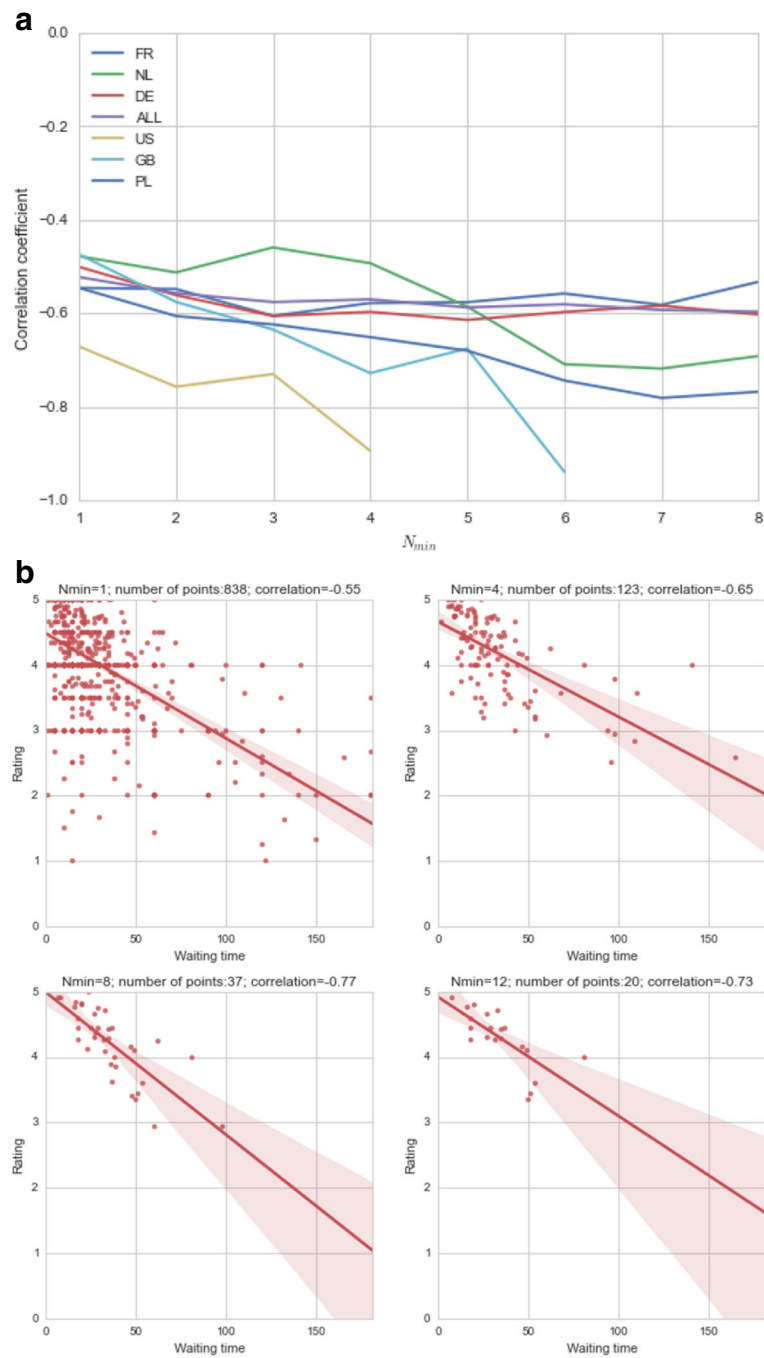 a
0.0
−0.2
−0.4
−0.6
−0.8
−1.0
Correlation coefficient
FR
NL
DE
ALL
US
GB
PL
1 2 3 4 5 6 7 8
N_min
b
Nmin=1; number of points:838; correlation=-0.55
5
4
3
2
1
0
Rating
0 50 100 150
Waiting time
Nmin=4; number of points:123; correlation=-0.65
5
4
3
2
1
0
Rating
0 50 100 150
Waiting time
Nmin=8; number of points:37; correlation=-0.77
5
4
3
2
1
0
Rating
0 50 100 150
Waiting time
Nmin=12; number of points:20; correlation=-0.73
5
4
3
2
1
0
Rating
0 50 100 150
Waiting time